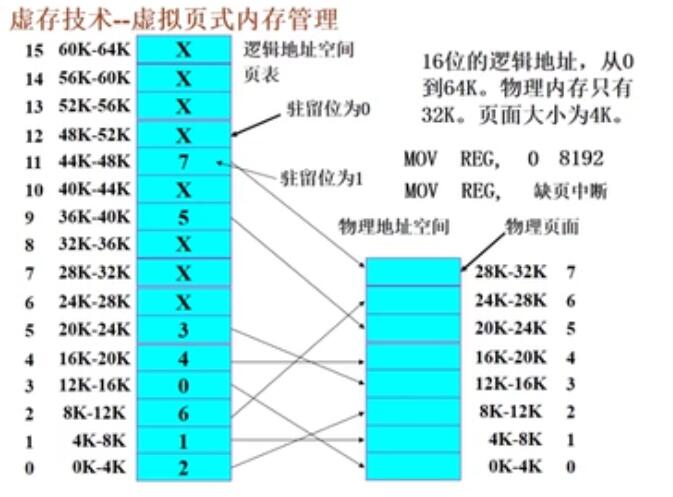 虚存技术--虚拟页式内存管理
15 60K-64K X
14 56K-60K X
13 52K-56K X
12 48K-52K X
11 44K-48K 7
10 40K-44K X
9 36K-40K 5
8 32K-36K X
7 28K-32K X
6 24K-28K X
5 20K-24K 3
4 16K-20K 4
3 12K-16K 0
2 8K-12K 6
1 4K-8K 1
0 0K-4K 2
逻辑地址空间
页表
驻留位为0
驻留位为1
16位的逻辑地址，从0
到64K。物理内存只有
32K。页面大小为4K。
MOV REG, 0 8192
MOV REG, 缺页中断
物理地址空间
物理页面
28K-32K 7
24K-28K 6
20K-24K 5
16K-20K 4
12K-16K 3
8K-12K 2
4K-8K 1
0K-4K 0